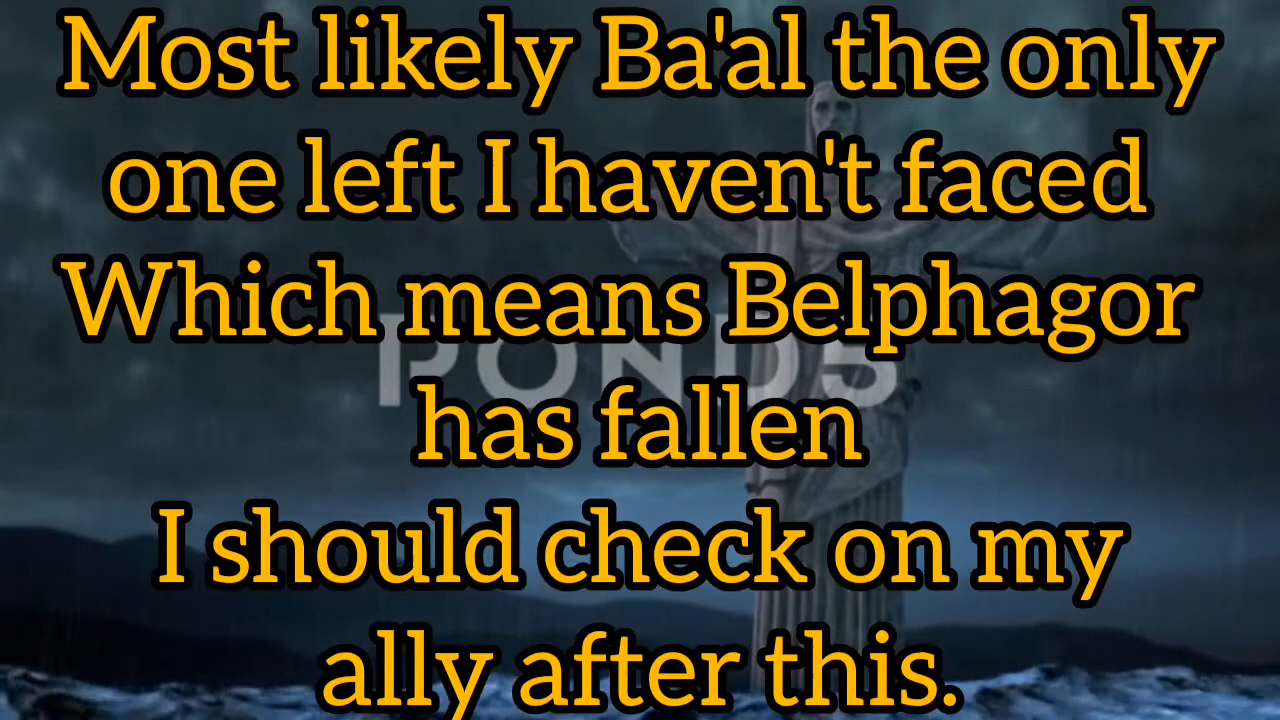 Most likely Ba'al the only
one left I haven't faced
Which means Belphagor
has fallen
I should check on my
ally after this.
POND5